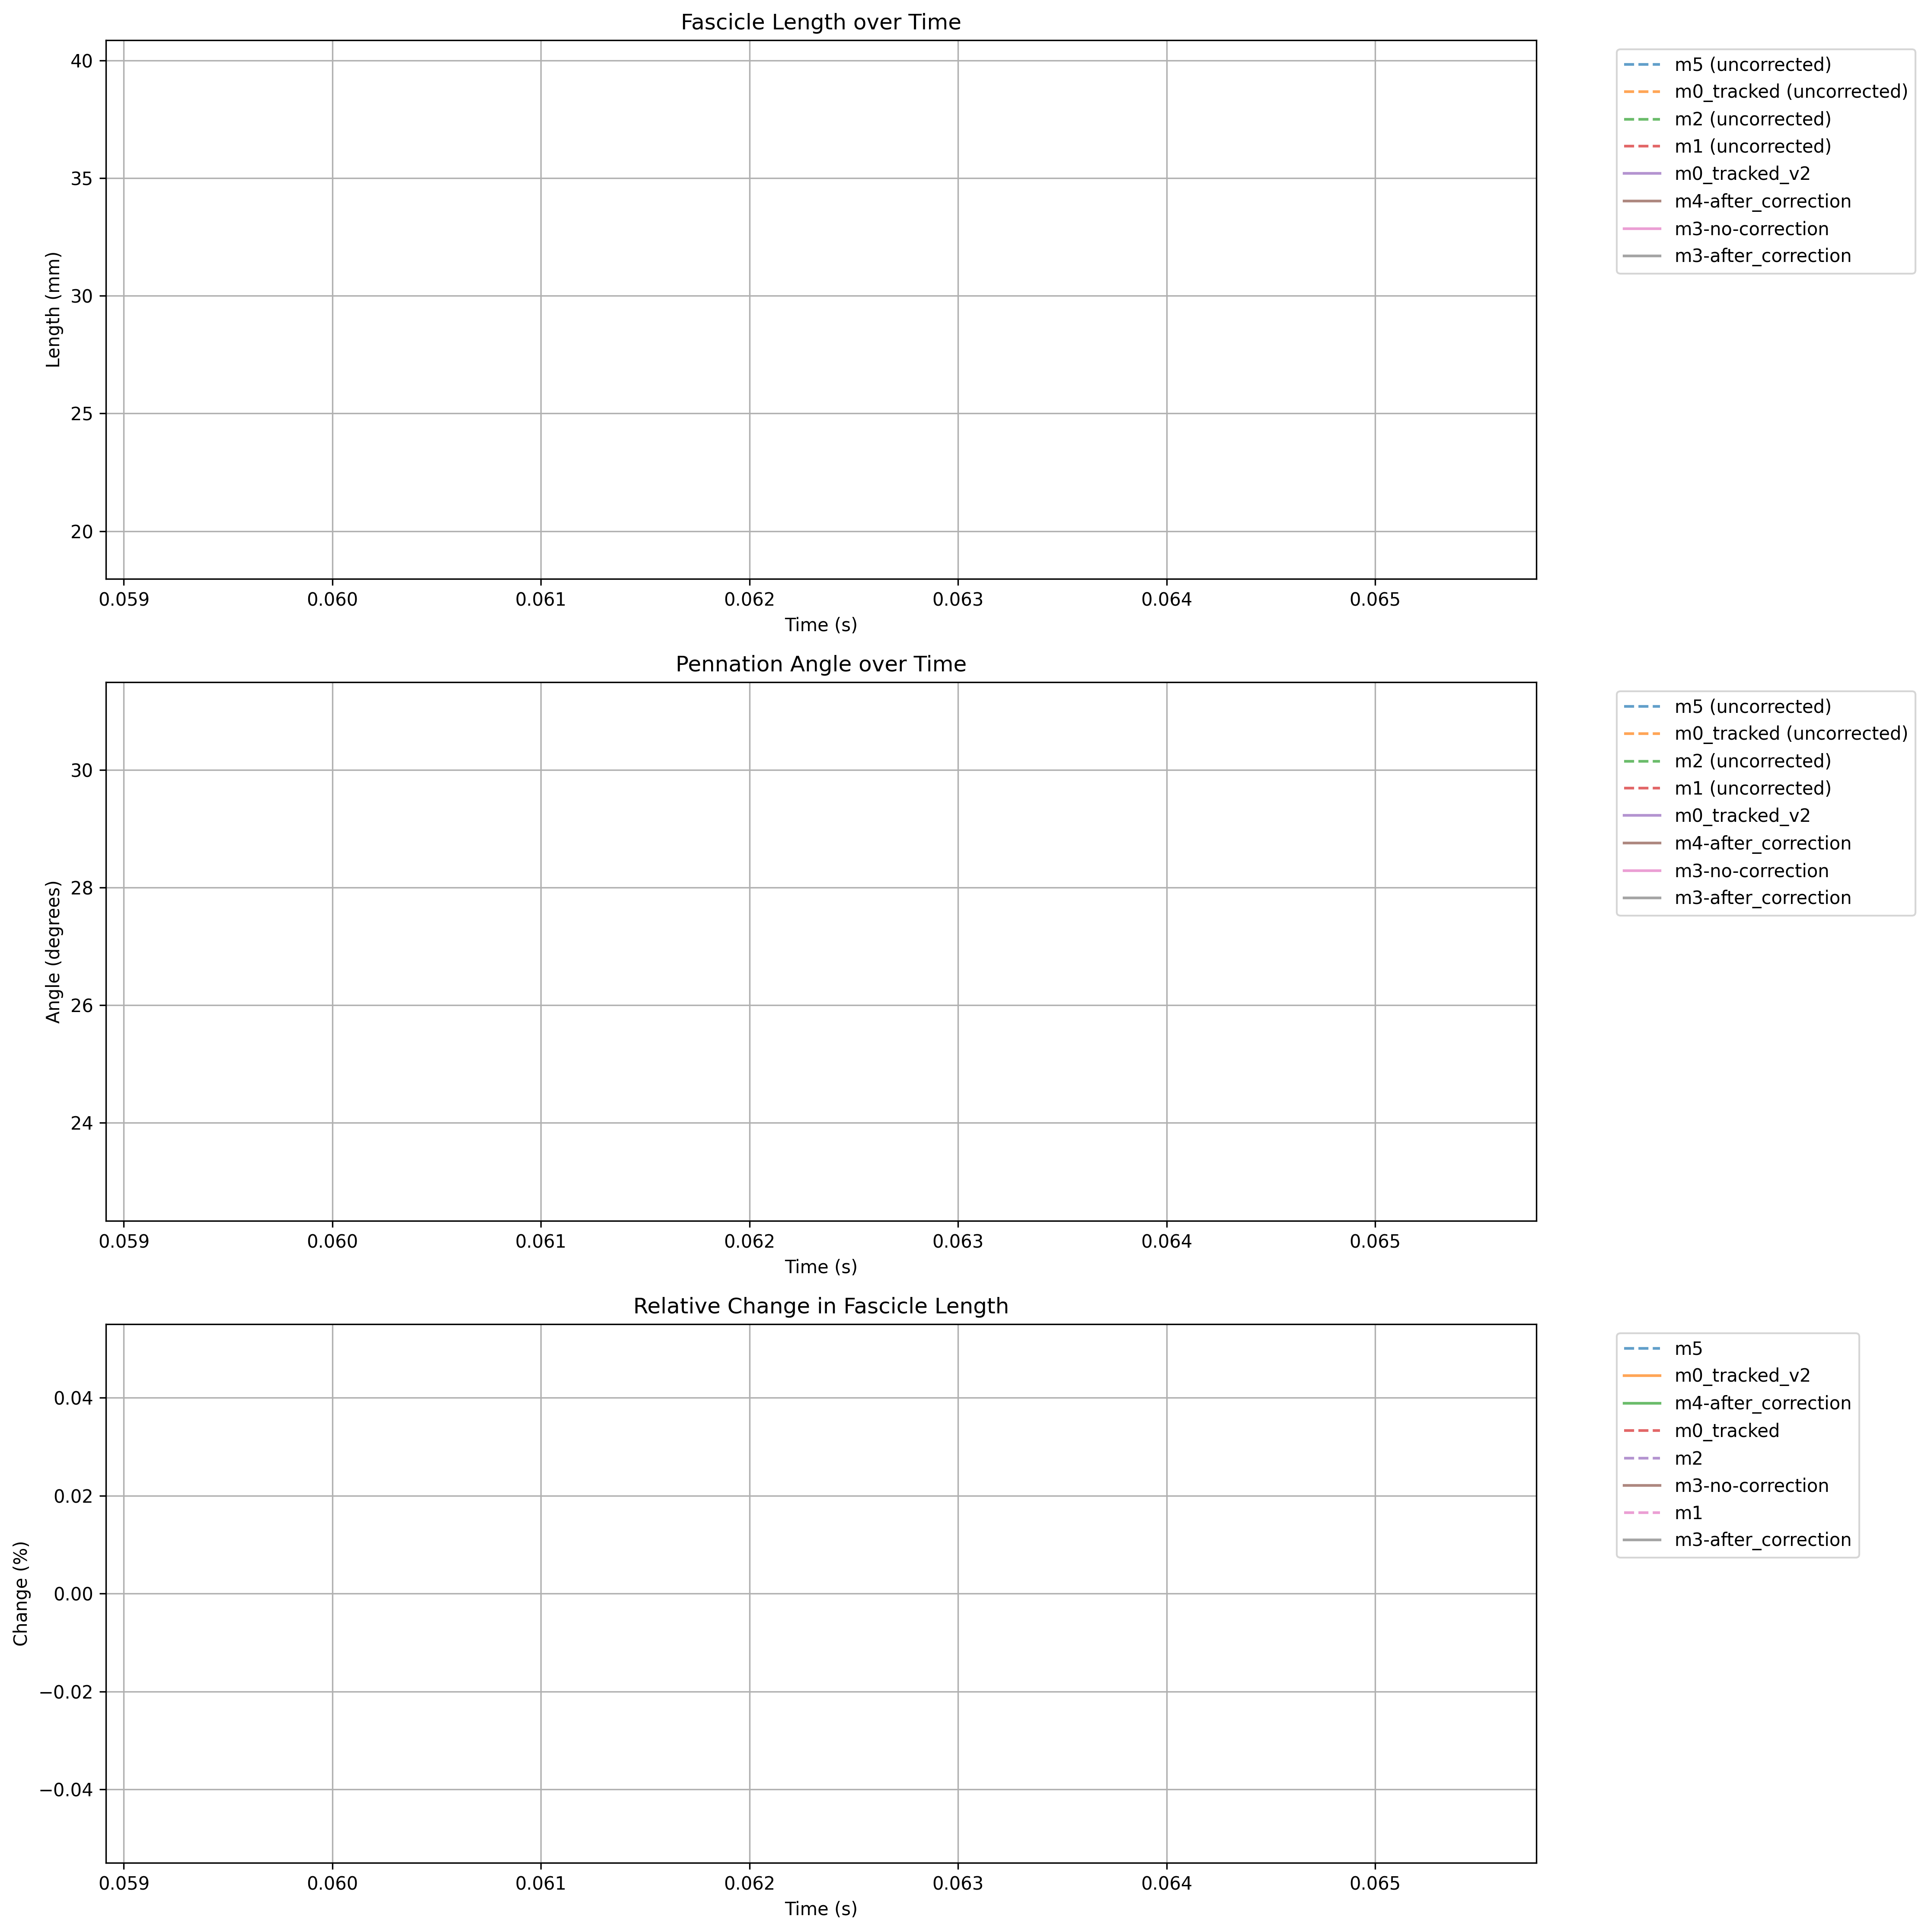 Fascicle Length over Time
40
35
30
25
20
Length (mm)
0.059 0.060 0.061 0.062 0.063 0.064 0.065
Time (s)
m5 (uncorrected)
m0_tracked (uncorrected)
m2 (uncorrected)
m1 (uncorrected)
m0_tracked_v2
m4-after_correction
m3-no-correction
m3-after_correction
Pennation Angle over Time
30
28
26
24
Angle (degrees)
0.059 0.060 0.061 0.062 0.063 0.064 0.065
Time (s)
m5 (uncorrected)
m0_tracked (uncorrected)
m2 (uncorrected)
m1 (uncorrected)
m0_tracked_v2
m4-after_correction
m3-no-correction
m3-after_correction
Relative Change in Fascicle Length
0.04
0.02
0.00
−0.02
−0.04
Change (%)
0.059 0.060 0.061 0.062 0.063 0.064 0.065
Time (s)
m5
m0_tracked_v2
m4-after_correction
m0_tracked
m2
m3-no-correction
m1
m3-after_correction